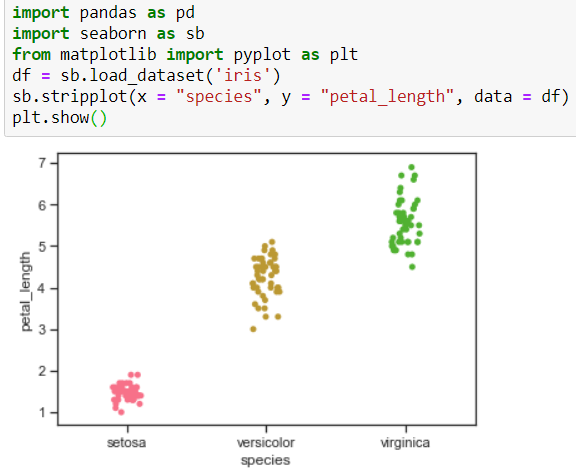 import pandas as pd
import seaborn as sb
from matplotlib import pyplot as plt
df = sb.load_dataset('iris')
sb.stripplot(x = "species", y = "petal_length", data = df)
plt.show()
7
6
5
4
3
2
1
petal_length
setosa versicolor virginica
species